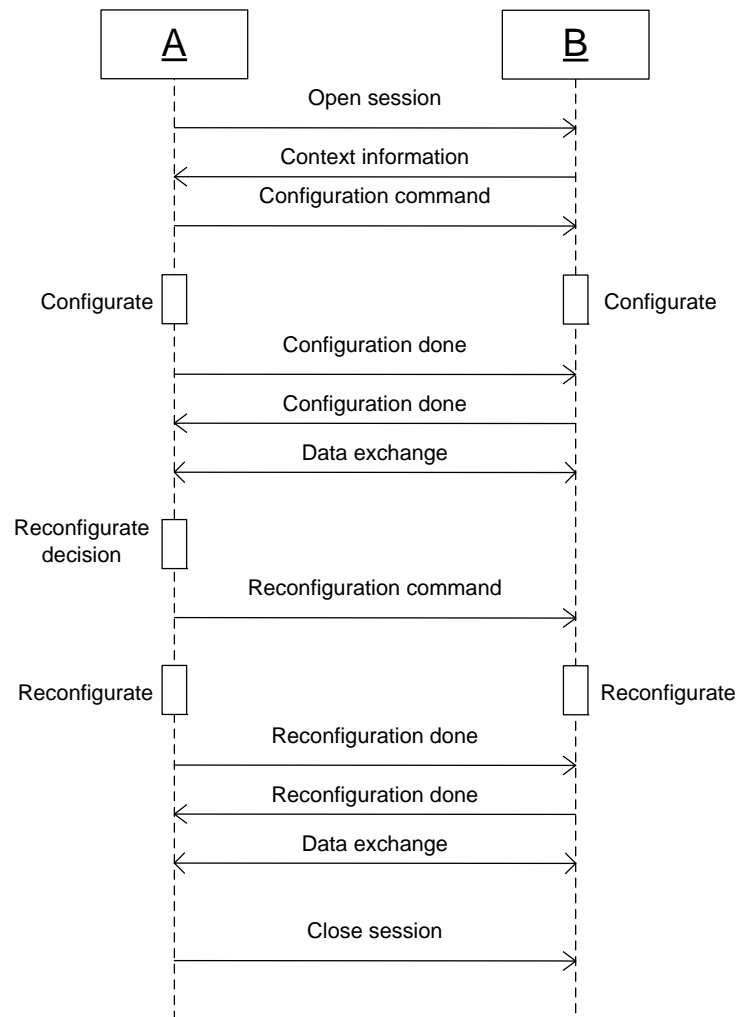 A
B
Open session
Context information
Configuration command
Configurate
Configurate
Configuration done
Configuration done
Data exchange
Reconfigurate
decision
Reconfiguration command
Reconfigurate
Reconfigurate
Reconfiguration done
Reconfiguration done
Data exchange
Close session